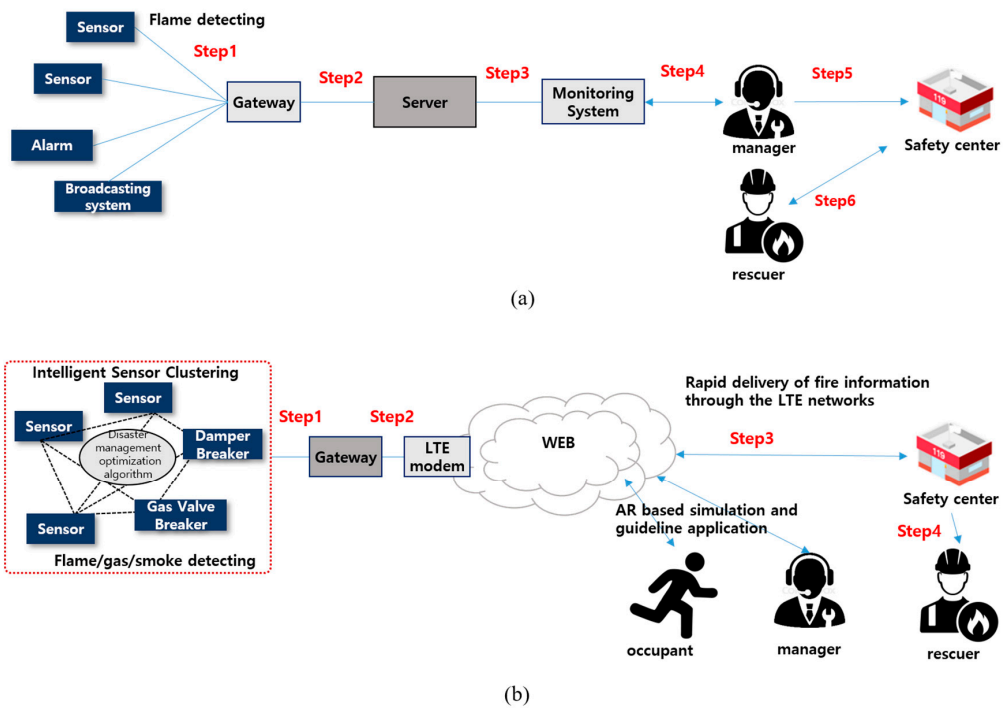 Flame detecting
Sensor
Step1
Sensor
Step2
Step3
Step4
Step5
Gateway
Server
Monitoring
System
119
Alarm
manager
Safety center
Broadcasting
system
Step6
rescuer
(a)
Intelligent Sensor Clustering
Sensor
Sensor
Disaster
management
optimization
algorithm
Damper
Breaker
Gas Valve
Breaker
Sensor
Flame/gas/smoke detecting
Step1
Step2
Gateway
LTE
modem
WEB
Rapid delivery of fire information
through the LTE networks
Step3
119
Safety center
AR based simulation and
guideline application
Step4
occupant
manager
rescuer
(b)